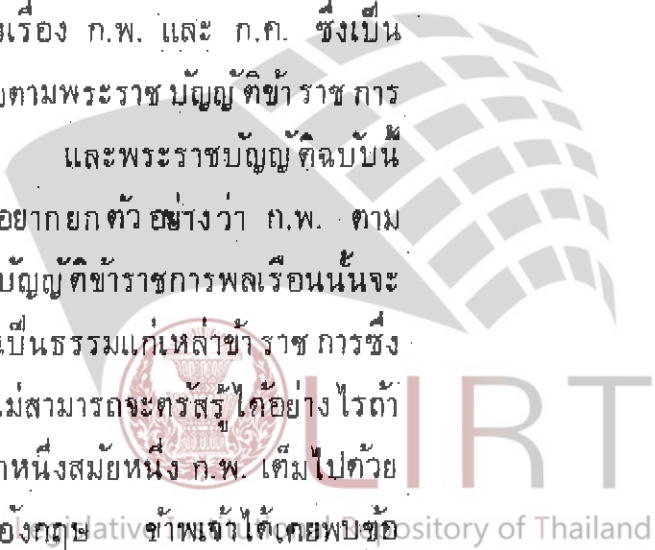 งเรื่อง ก.พ. และ ก.ถ. ซึ่งเป็น
งตามพระราชบัญญัติข้าราชการ
และพระราชบัญญัติฉบับนี้
อยากยกตัวอย่างว่า ก.พ. ตาม
บัญญัติข้าราชการพลเรือนนั้นจะ
เป็นธรรมแก่เหล่าข้าราชการซึ่ง
ไม่สามารถจะตรัสรู้ได้อย่างไรถ้า
หนึ่งสมัยหนึ่ง ก.พ. เต็มไปด้วย
อังกฤษ ข้าพเจ้าได้เคยพบข้อ
LIRT
Legislative Institutional Repository of Thailand